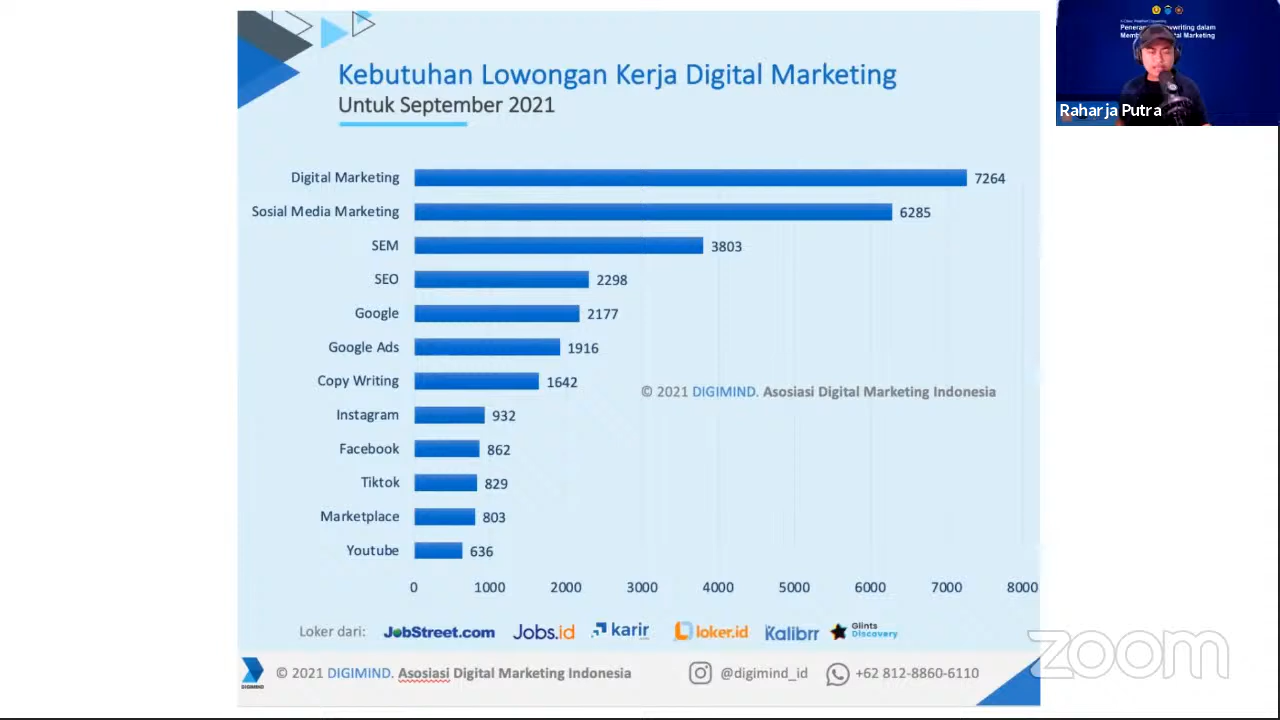 Kebutuhan Lowongan Kerja Digital Marketing
Untuk September 2021
Digital Marketing 7264
Sosial Media Marketing 6285
SEM 3803
SEO 2298
Google 2177
Google Ads 1916
Copy Writing 1642
© 2021 DIGIMIND. Asosiasi Digital Marketing Indonesia
Instagram 932
Facebook 862
Tiktok 829
Marketplace 803
Youtube 636
0 1000 2000 3000 4000 5000 6000 7000 8000
Loker dari: JobStreet.com Jobs.id karir loker.id Kalibrr Glints Discovery
DIGIMIND
© 2021 DIGIMIND. Asosiasi Digital Marketing Indonesia @digimind_id +62 812-8860-6110
dalam
Digital Marketing
Raharja Putra
zoom